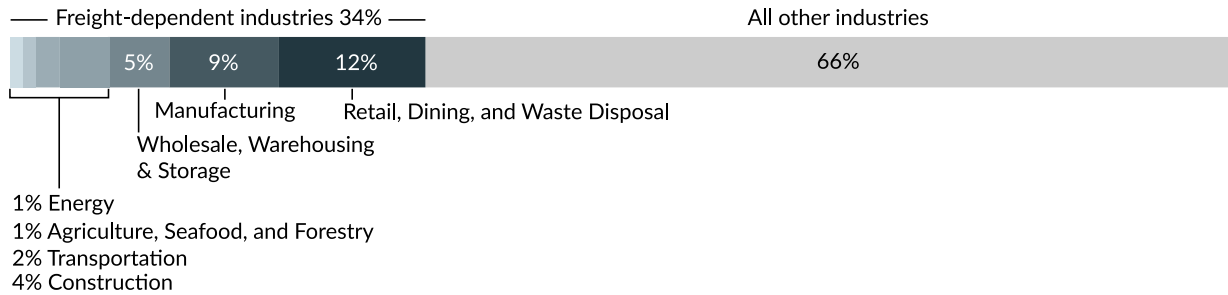 Freight-dependent industries 34%
All other industries
5%
9%
12%
66%
Manufacturing
Retail, Dining, and Waste Disposal
Wholesale, Warehousing
& Storage
1% Energy
1% Agriculture, Seafood, and Forestry
2% Transportation
4% Construction